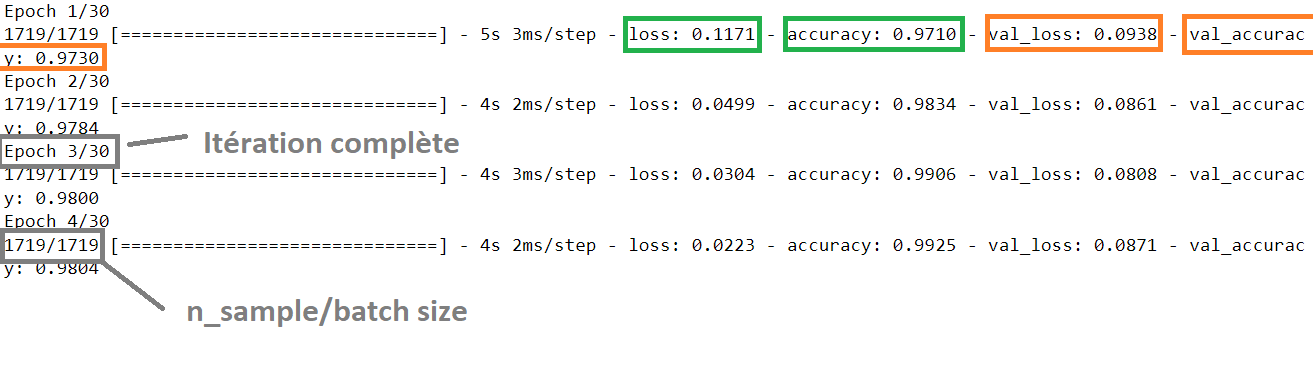 Epoch 1/30
1719/1719 [==============================] - 5s 3ms/step - loss: 0.1171 - accuracy: 0.9710 - val_loss: 0.0938 - val_accurac
y: 0.9730
Epoch 2/30
1719/1719 [==============================] - 4s 2ms/step - loss: 0.0499 - accuracy: 0.9834 - val_loss: 0.0861 - val_accurac
y: 0.9784
Itération complète
Epoch 3/30
1719/1719 [==============================] - 4s 3ms/step - loss: 0.0304 - accuracy: 0.9906 - val_loss: 0.0808 - val_accurac
y: 0.9800
Epoch 4/30
1719/1719 [==============================] - 4s 2ms/step - loss: 0.0223 - accuracy: 0.9925 - val_loss: 0.0871 - val_accurac
y: 0.9804
n_sample/batch size